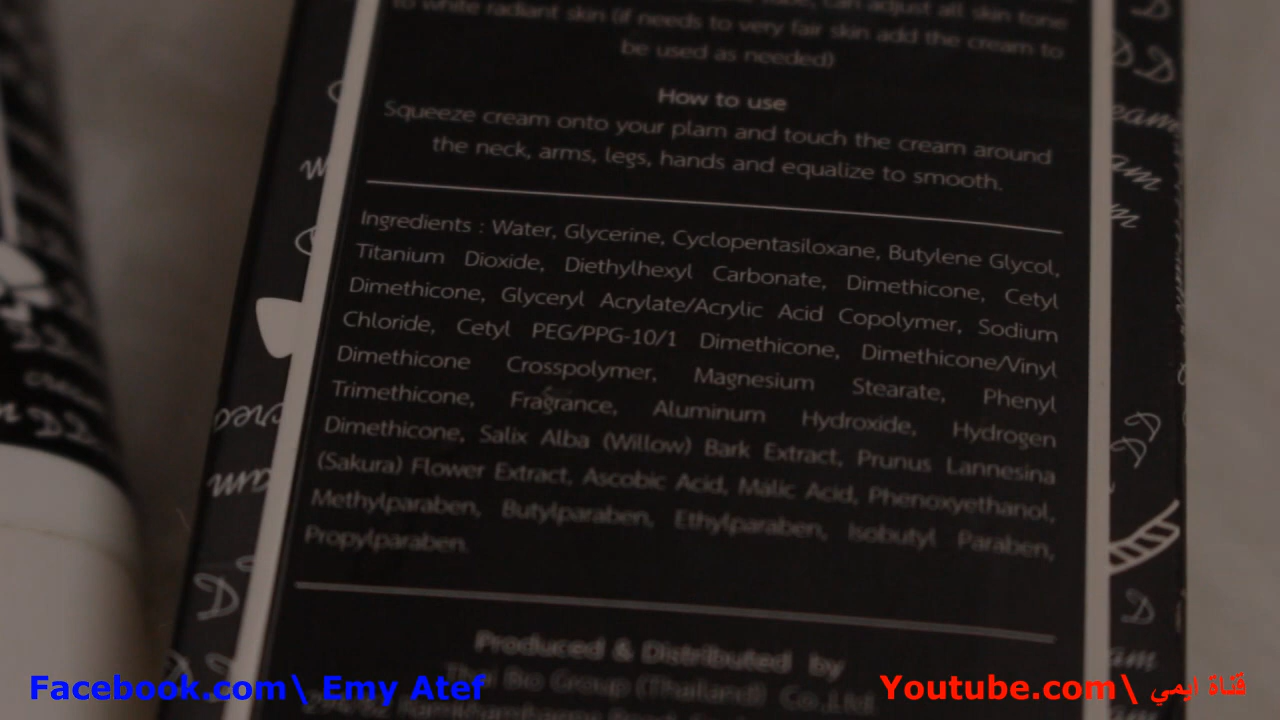 can adjust all skin tone
to white radiant skin (if needs to very fair skin add the cream to
be used as needed)
How to use
Squeeze cream onto your plam and touch the cream around
the neck, arms, legs, hands and equalize to smooth.
Ingredients : Water, Glycerine, Cyclopentasiloxane, Butylene Glycol,
Titanium Dioxide, Diethylhexyl Carbonate, Dimethicone, Cetyl
Dimethicone, Glyceryl Acrylate/Acrylic Acid Copolymer, Sodium
Chloride, Cetyl PEG/PPG-10/1 Dimethicone, Dimethicone/Vinyl
Dimethicone Crosspolymer, Magnesium Stearate, Phenyl
Trimethicone, Fragrance, Aluminum Hydroxide, Hydrogen
Dimethicone, Salix Alba (Willow) Bark Extract, Prunus Lannesina
(Sakura) Flower Extract, Ascobic Acid, Malic Acid, Phenoxyethanol,
Methylparaben, Butylparaben, Ethylparaben, Isobutyl Paraben,
Propylparaben.
Produced & Distributed by
Thai Bio Group (Thailand) Co.,Ltd.
Facebook.com\ Emy Atef
Youtube.com\ قناة ايمي